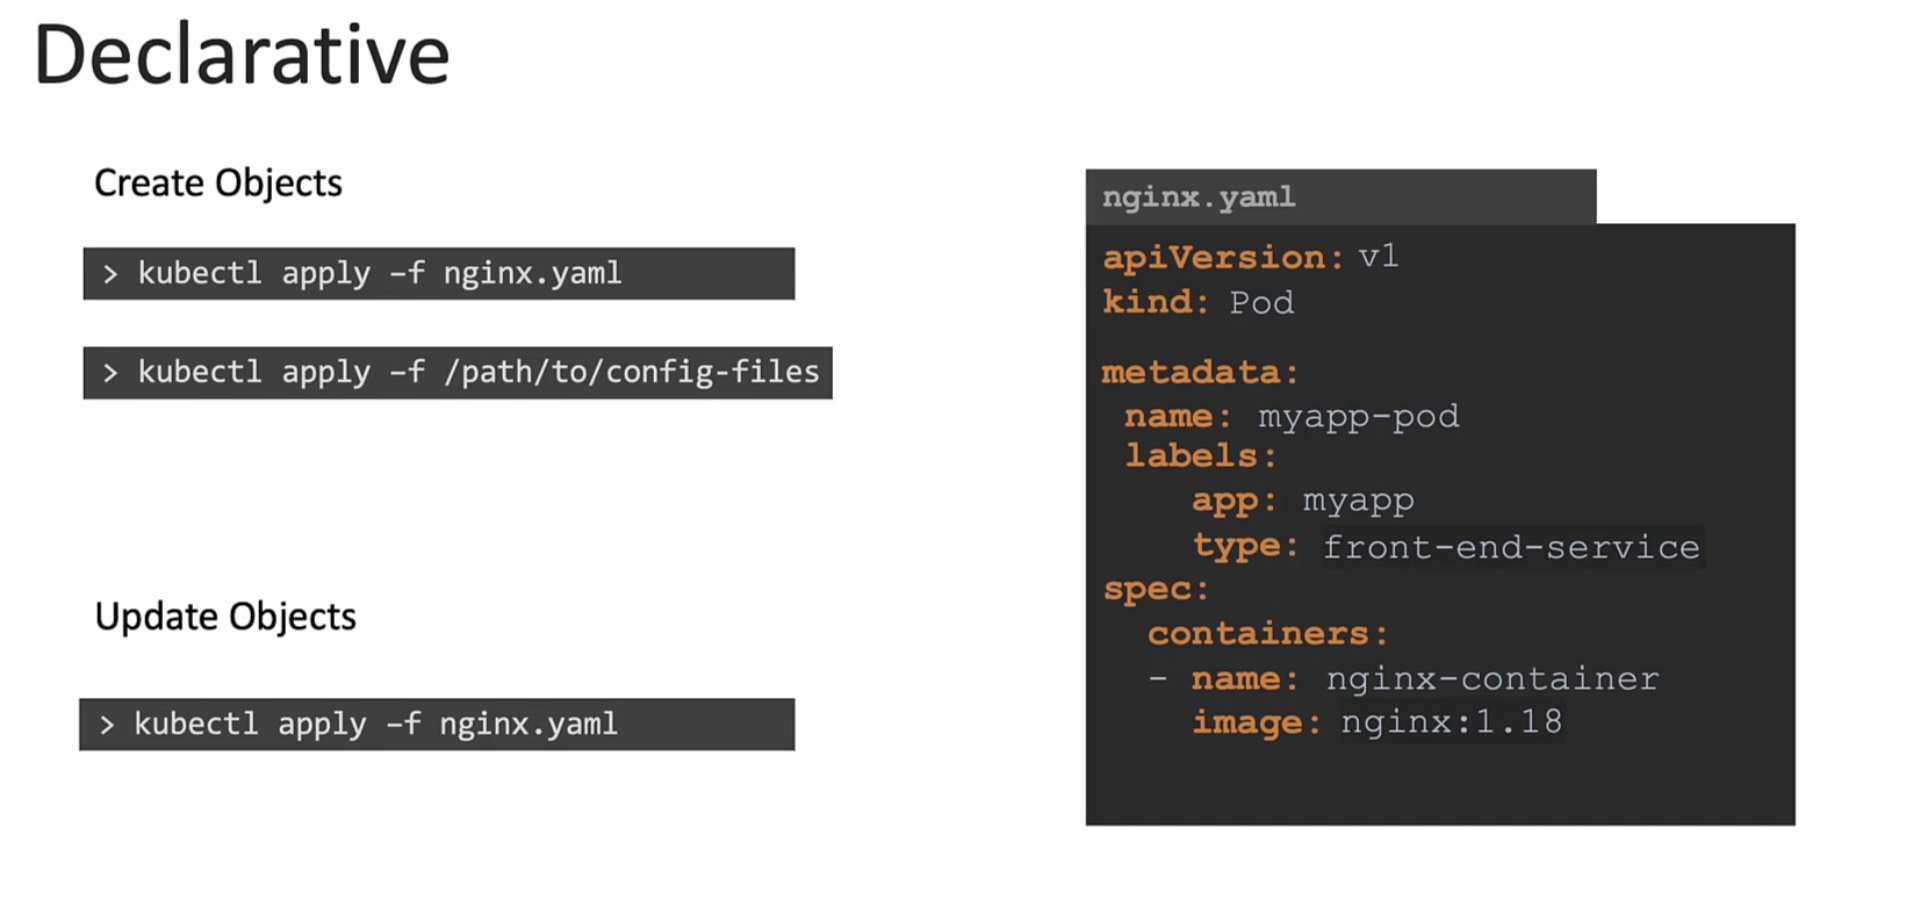 Declarative
Create Objects
> kubectl apply –f nginx.yaml
> kubectl apply –f /path/to/config-files
Update Objects
> kubectl apply –f nginx.yaml
nginx.yaml
apiVersion: v1
kind: Pod
metadata:
name: myapp-pod
labels:
app: myapp
type: front-end-service
spec:
containers:
- name: nginx-container
image: nginx:1.18